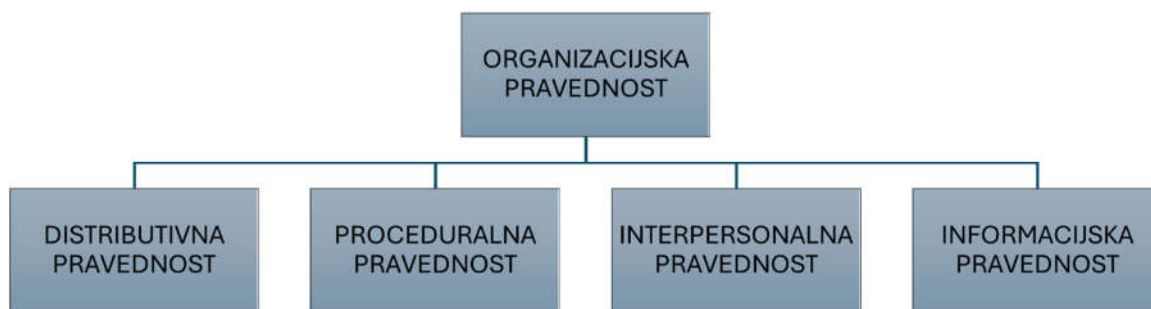 ORGANIZACIJSKA
PRAVEDNOST
DISTRIBUTIVNA
PRAVEDNOST
PROCEDURALNA
PRAVEDNOST
INTERPERSONALNA
PRAVEDNOST
INFORMACIJSKA
PRAVEDNOST